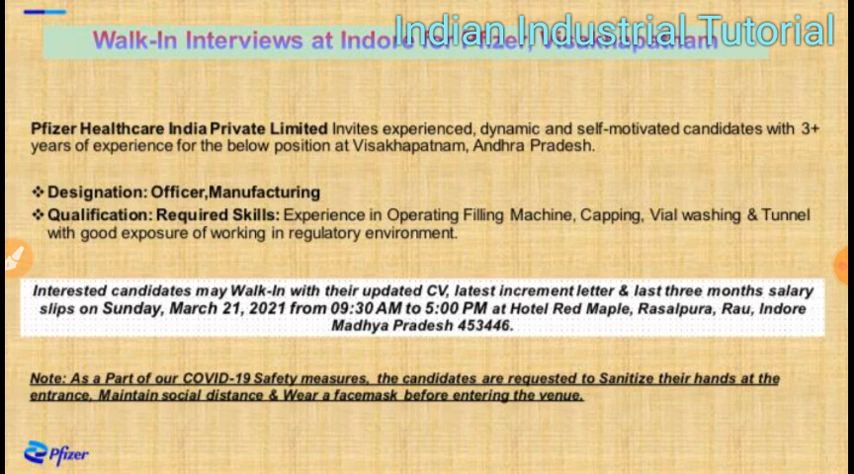 Indian Industrial Tutorial
Walk-In Interviews at Indore for Pfizer, Visakhapatnam
Pfizer Healthcare India Private Limited Invites experienced, dynamic and self-motivated candidates with 3+
years of experience for the below position at Visakhapatnam, Andhra Pradesh.
❖ Designation: Officer,Manufacturing
❖ Qualification: Required Skills: Experience in Operating Filling Machine, Capping, Vial washing & Tunnel
with good exposure of working in regulatory environment.
Interested candidates may Walk-In with their updated CV, latest increment letter & last three months salary
slips on Sunday, March 21, 2021 from 09:30 AM to 5:00 PM at Hotel Red Maple, Rasalpura, Rau, Indore
Madhya Pradesh 453446.
Note: As a Part of our COVID-19 Safety measures, the candidates are requested to Sanitize their hands at the
entrance, Maintain social distance & Wear a facemask before entering the venue.
Pfizer